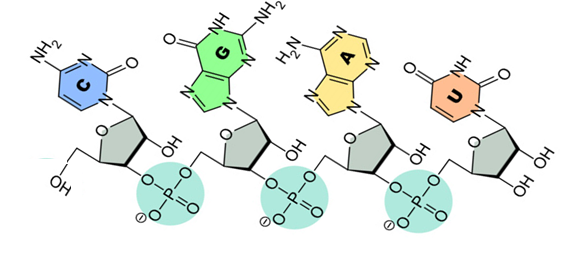 NH₂ N O C N
O NH NH₂ G N N N
H₂N N N A N N
O NH O U N
O OH OH
O P O O O ⊖
O OH
O P O O O ⊖
O OH
O P O O O ⊖
O OH OH